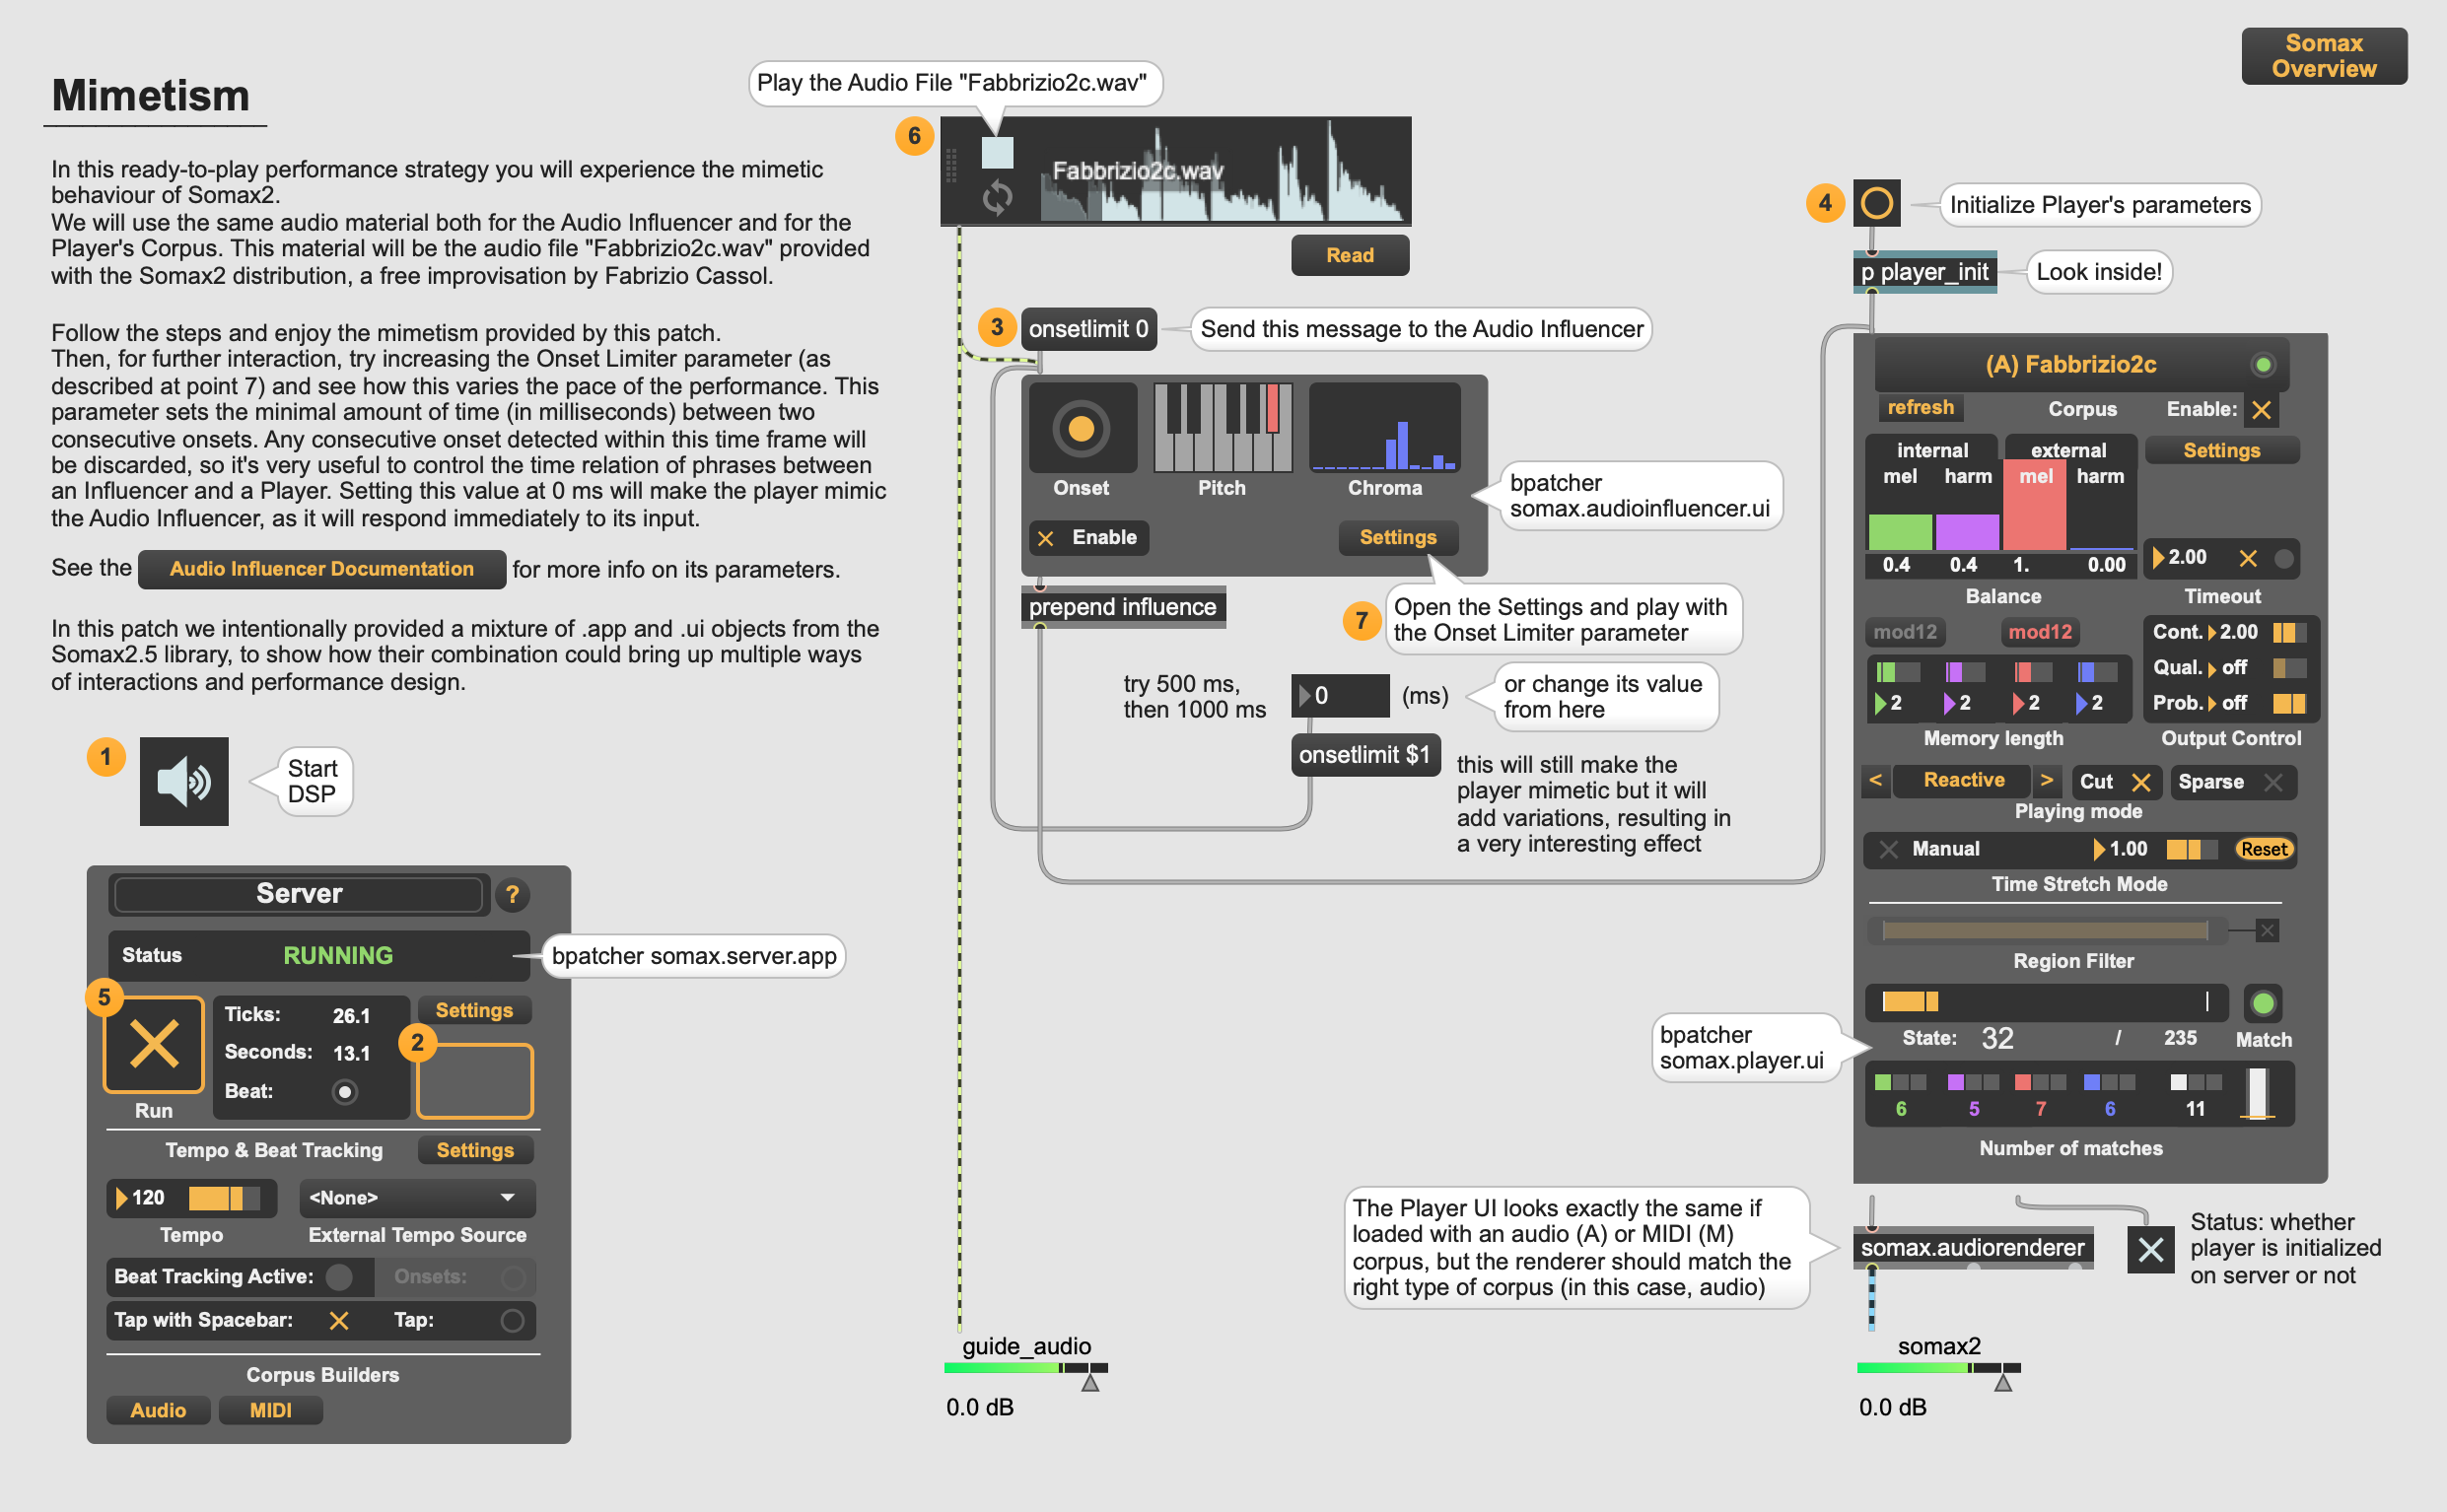 Somax
Overview
Mimetism
In this ready-to-play performance strategy you will experience the mimetic
behaviour of Somax2.
We will use the same audio material both for the Audio Influencer and for the
Player's Corpus. This material will be the audio file "Fabbrizio2c.wav" provided
with the Somax2 distribution, a free improvisation by Fabrizio Cassol.
Follow the steps and enjoy the mimetism provided by this patch.
Then, for further interaction, try increasing the Onset Limiter parameter (as
described at point 7) and see how this varies the pace of the performance. This
parameter sets the minimal amount of time (in milliseconds) between two
consecutive onsets. Any consecutive onset detected within this time frame will
be discarded, so it's very useful to control the time relation of phrases between
an Influencer and a Player. Setting this value at 0 ms will make the player mimic
the Audio Influencer, as it will respond immediately to its input.
See the Audio Influencer Documentation for more info on its parameters.
In this patch we intentionally provided a mixture of .app and .ui objects from the
Somax2.5 library, to show how their combination could bring up multiple ways
of interactions and performance design.
1
Start
DSP
Server ?
Status RUNNING
bpatcher somax.server.app
5
Run
Ticks: 26.1
Seconds: 13.1
Beat:
Settings
2
Tempo & Beat Tracking Settings
120 <None>
Tempo External Tempo Source
Beat Tracking Active: Onsets:
Tap with Spacebar: Tap:
Corpus Builders
Audio MIDI
Play the Audio File "Fabbrizio2c.wav"
6
Fabbrizio2c.wav
Read
3 onsetlimit 0 Send this message to the Audio Influencer
Onset Pitch Chroma
Enable Settings
bpatcher
somax.audioinfluencer.ui
prepend influence
7
Open the Settings and play with
the Onset Limiter parameter
try 500 ms,
then 1000 ms
0 (ms)
or change its value
from here
onsetlimit $1
this will still make the
player mimetic but it will
add variations, resulting in
a very interesting effect
guide_audio
0.0 dB
4 Initialize Player's parameters
p player_init Look inside!
(A) Fabbrizio2c
refresh Corpus Enable:
internal external Settings
mel harm mel harm
0.4 0.4 1. 0.00 2.00
Balance Timeout
mod12 mod12
Cont. 2.00
Qual. off
Prob. off
2 2 2 2
Memory length Output Control
< Reactive > Cut Sparse
Playing mode
Manual 1.00 Reset
Time Stretch Mode
Region Filter
State: 32 / 235 Match
bpatcher
somax.player.ui
6 5 7 6 11
Number of matches
The Player UI looks exactly the same if
loaded with an audio (A) or MIDI (M)
corpus, but the renderer should match the
right type of corpus (in this case, audio)
somax.audiorenderer
Status: whether
player is initialized
on server or not
somax2
0.0 dB